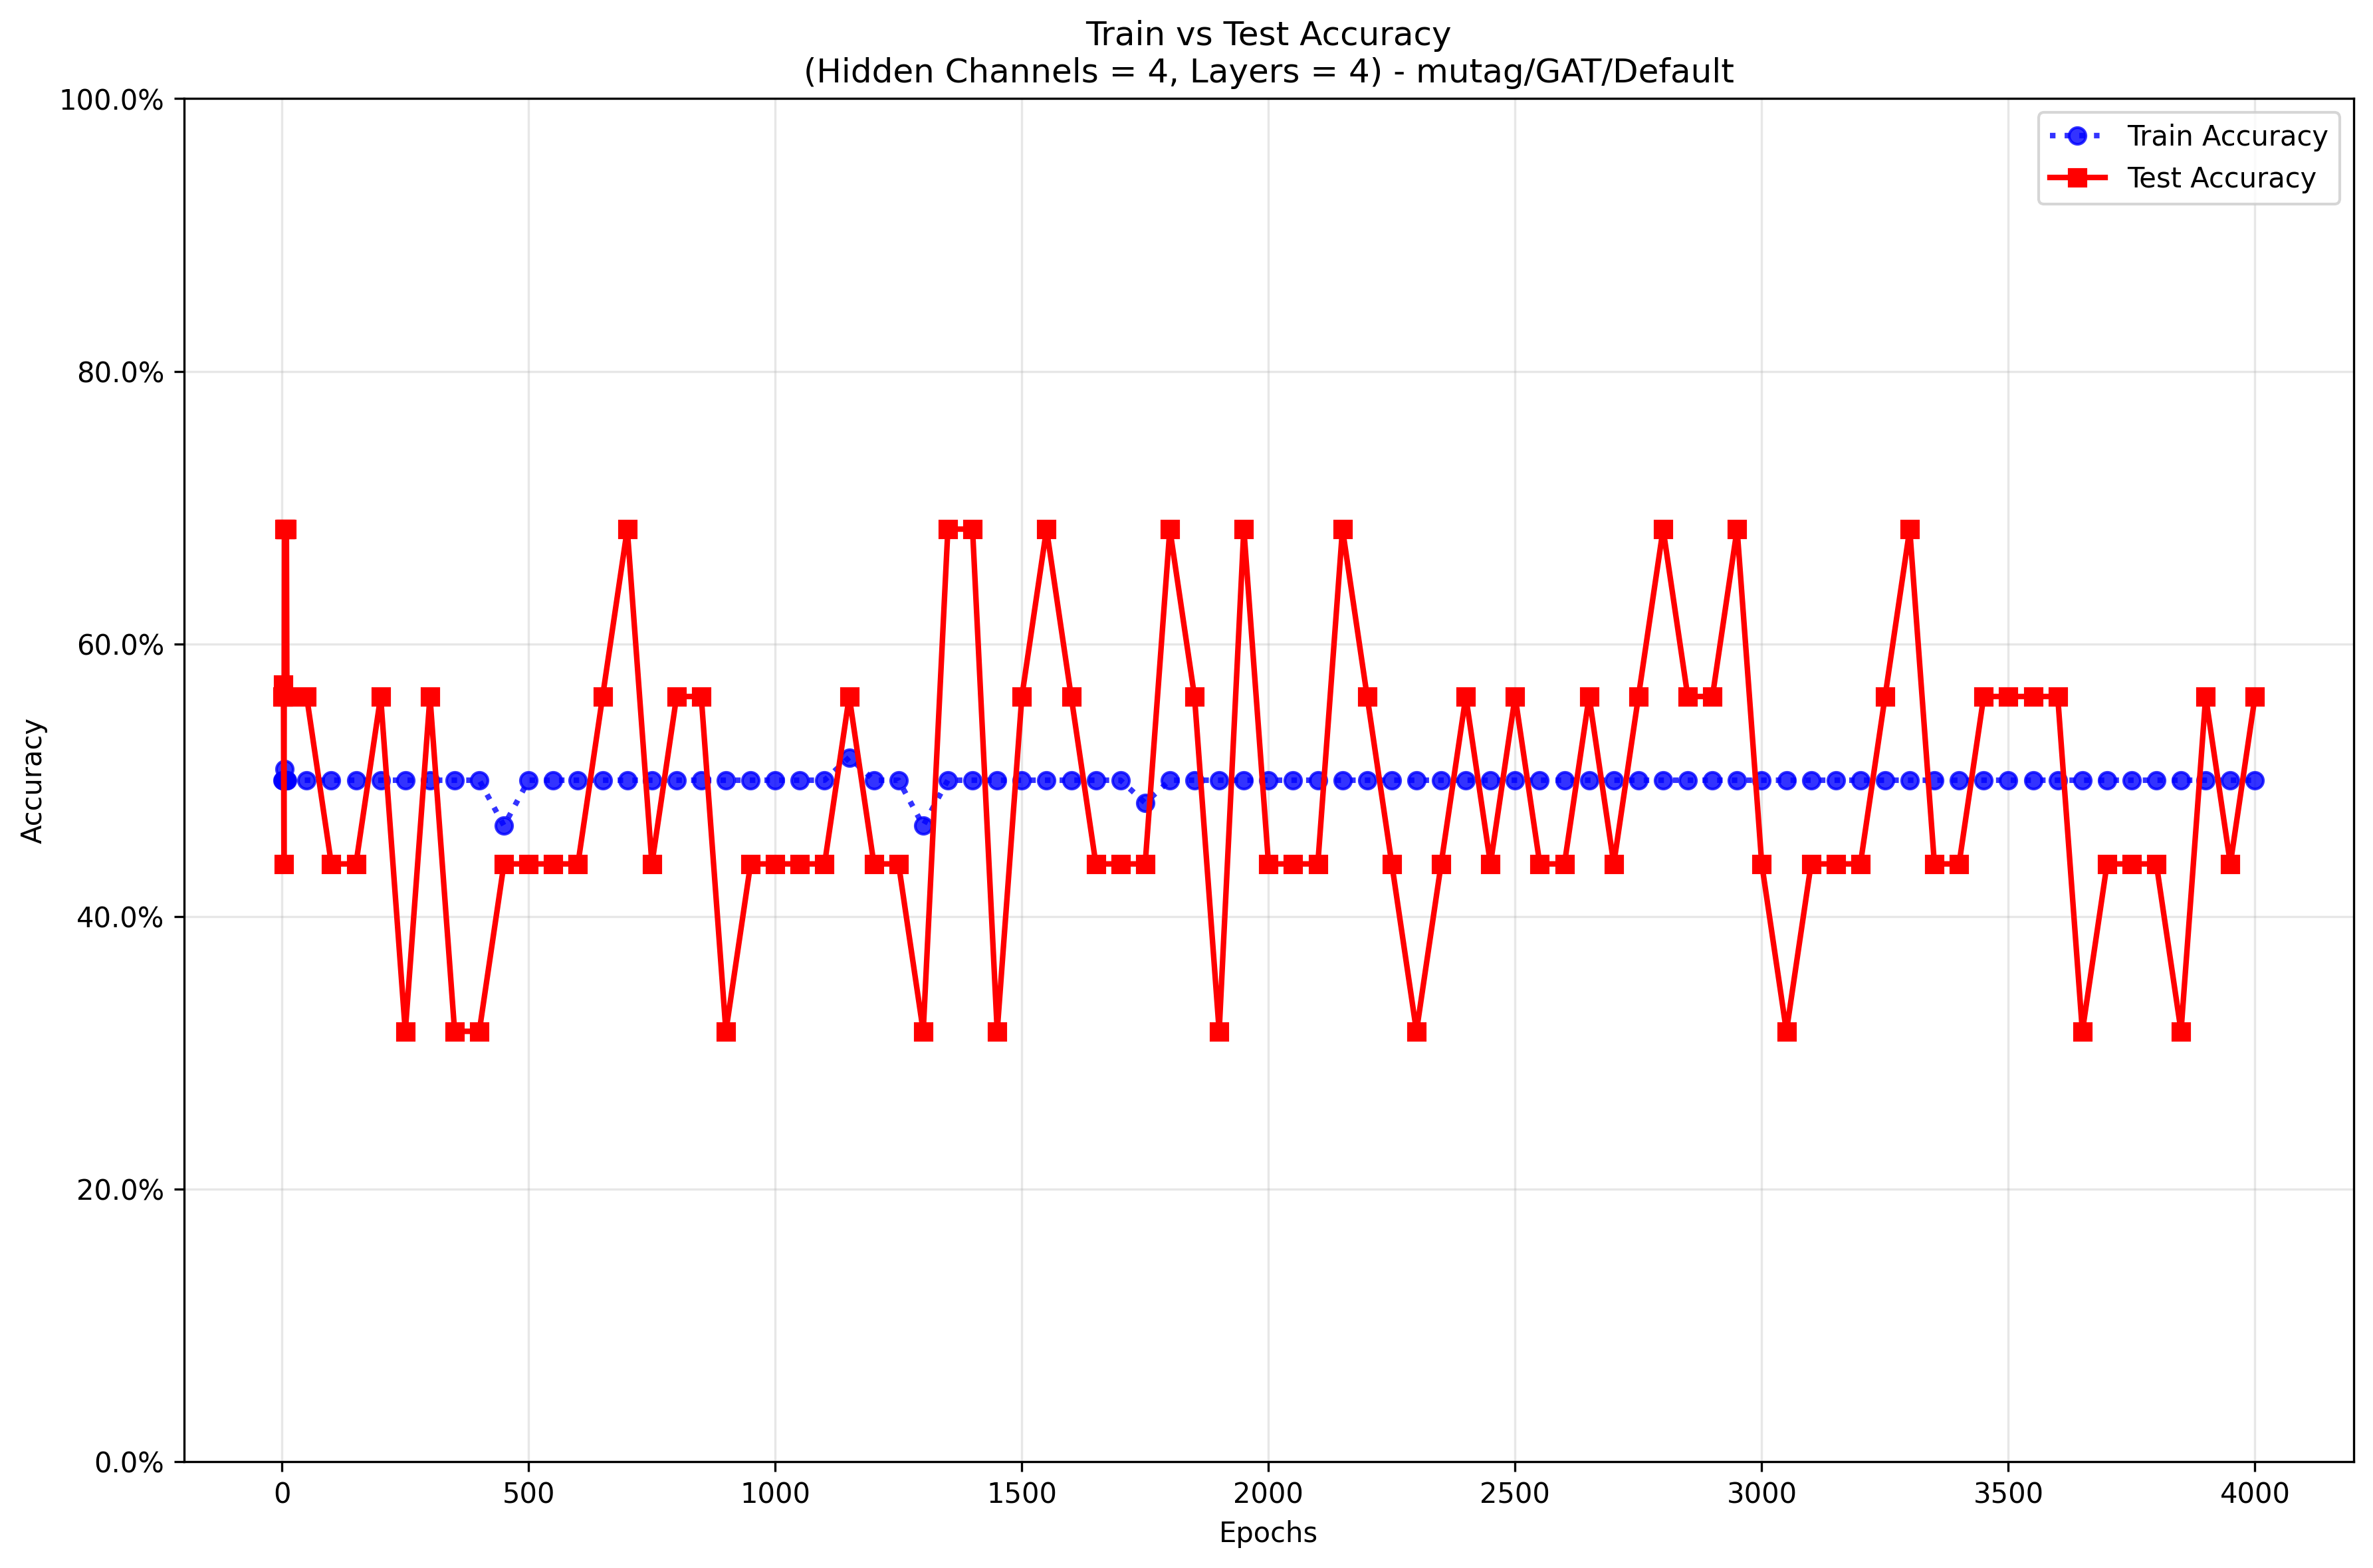 Train vs Test Accuracy
(Hidden Channels = 4, Layers = 4) - mutag/GAT/Default
Train Accuracy
Test Accuracy
Accuracy
100.0%
80.0%
60.0%
40.0%
20.0%
0.0%
0 500 1000 1500 2000 2500 3000 3500 4000
Epochs